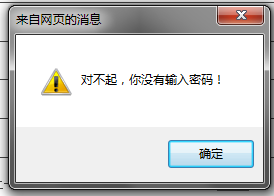 来自网页的消息
对不起，你没有输入密码！
确定